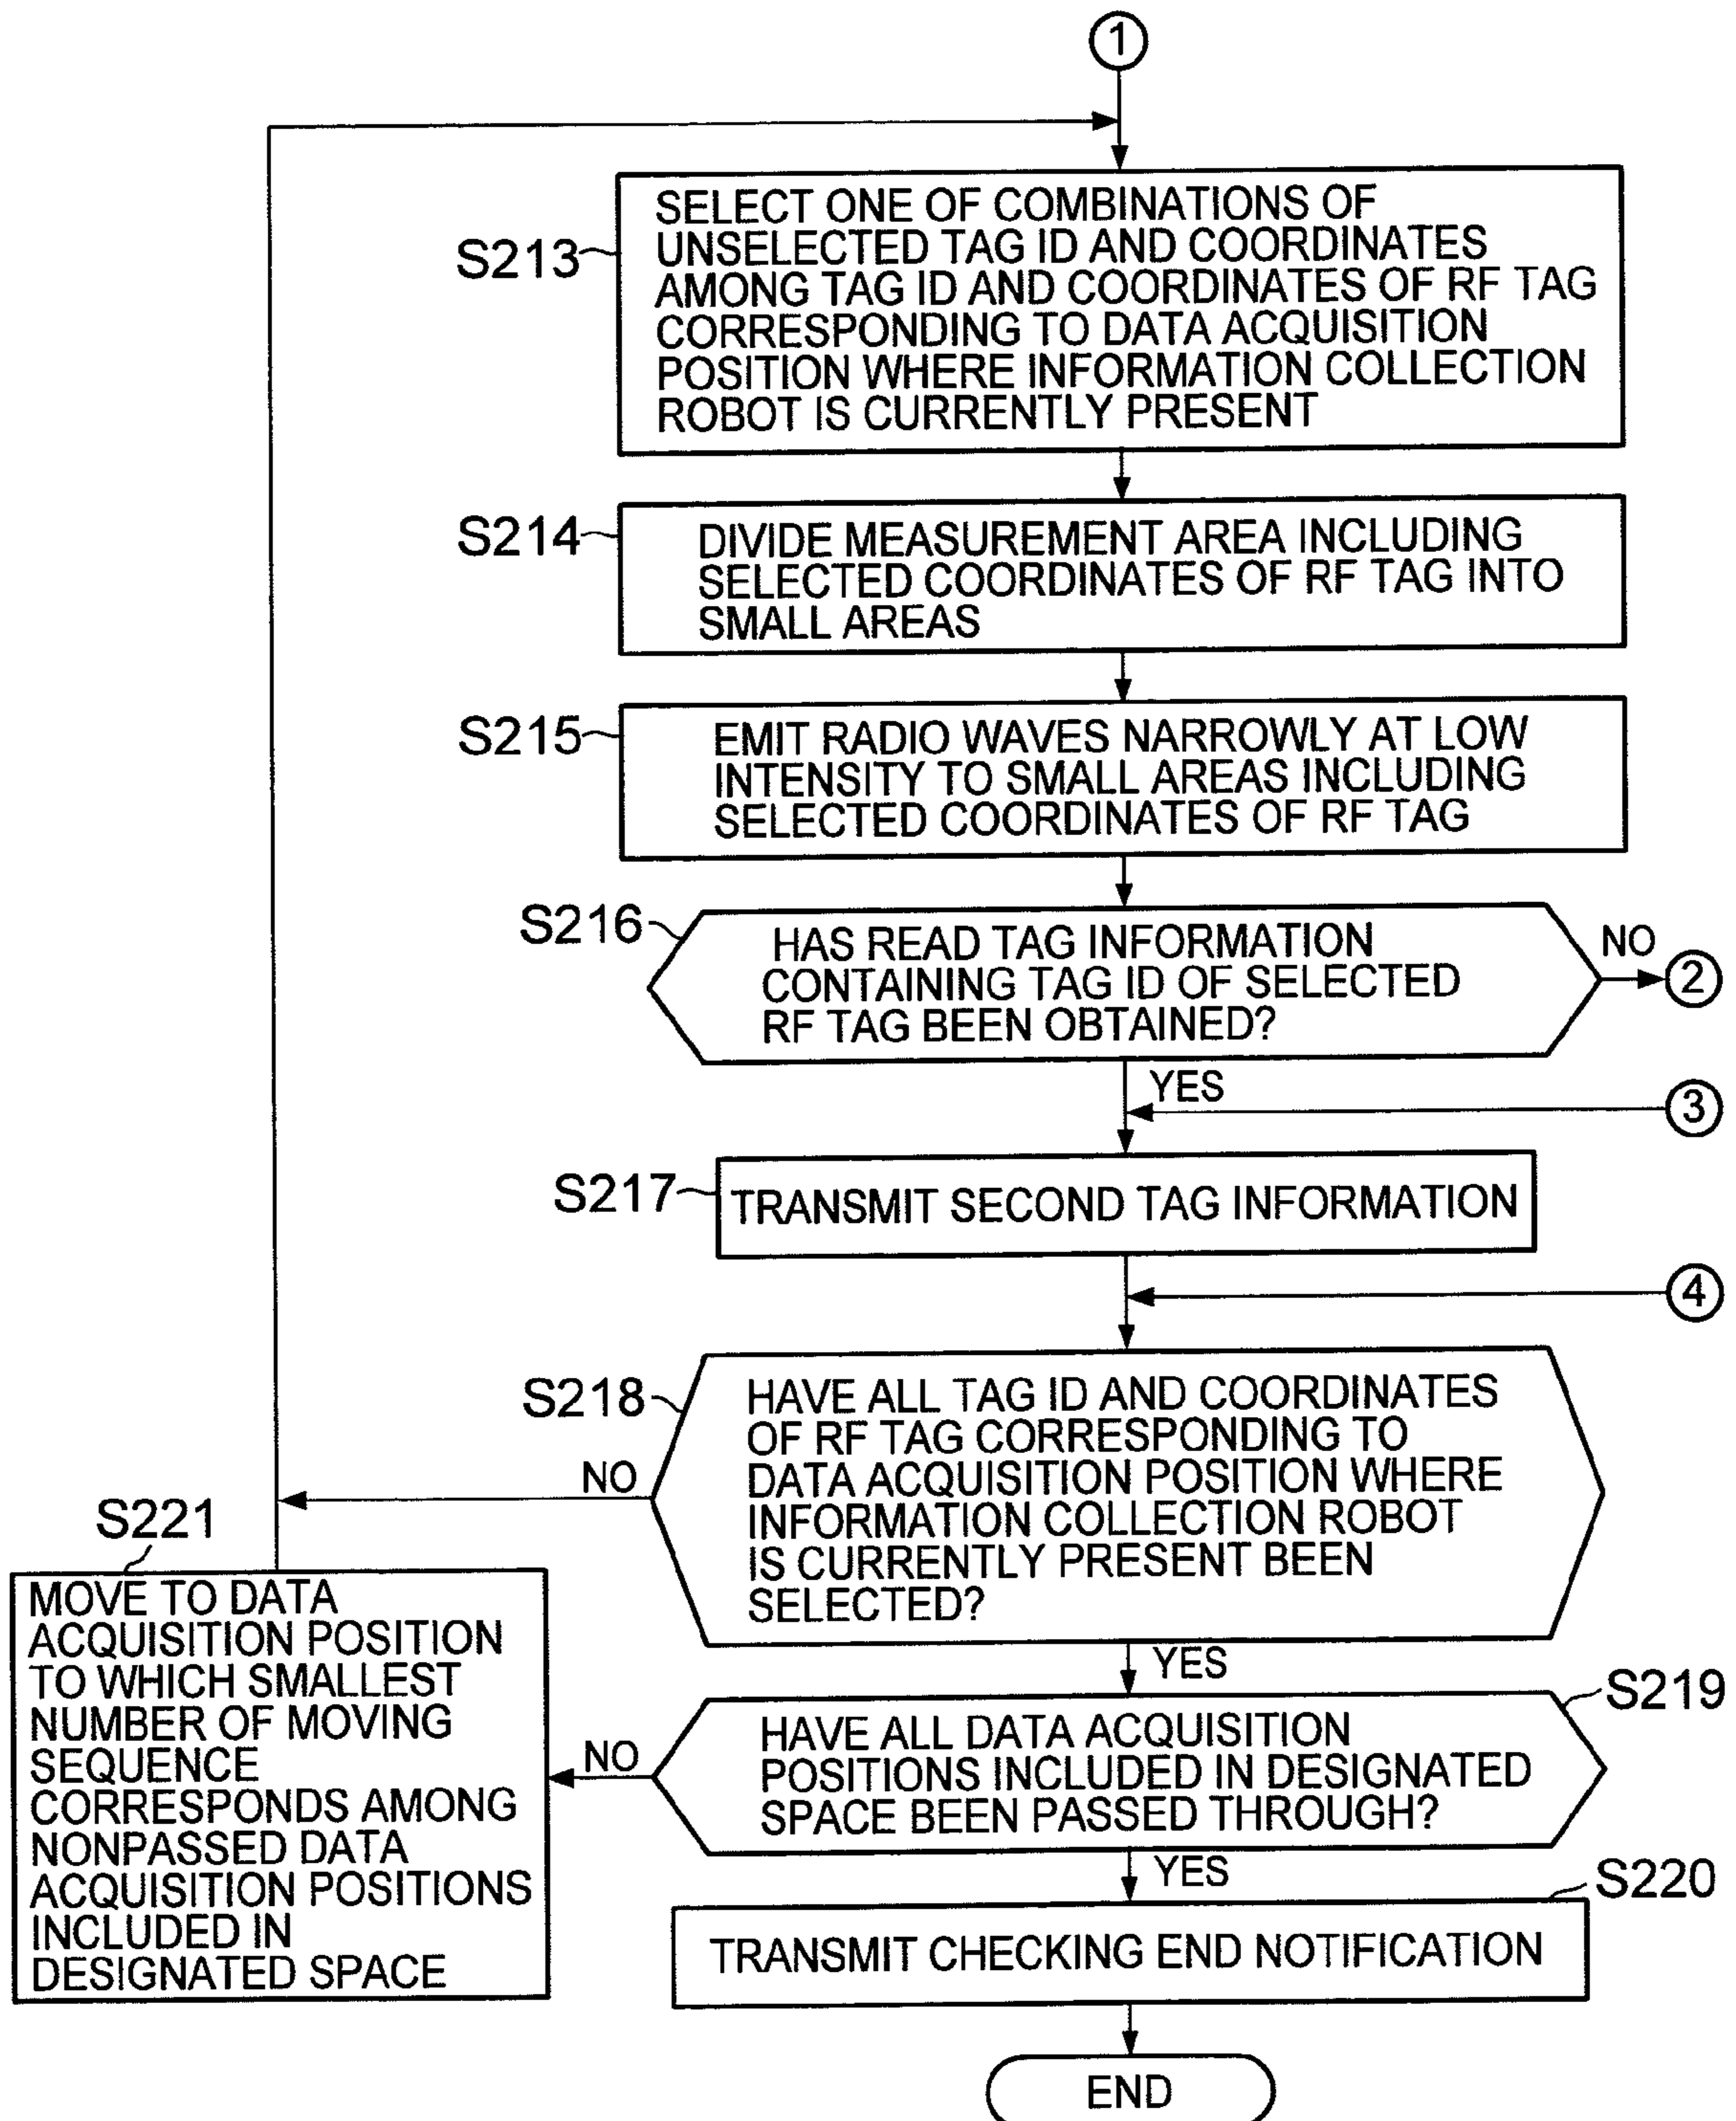 1
S213
SELECT ONE OF COMBINATIONS OF
UNSELECTED TAG ID AND COORDINATES
AMONG TAG ID AND COORDINATES OF RF TAG
CORRESPONDING TO DATA ACQUISITION
POSITION WHERE INFORMATION COLLECTION
ROBOT IS CURRENTLY PRESENT
S214
DIVIDE MEASUREMENT AREA INCLUDING
SELECTED COORDINATES OF RF TAG INTO
SMALL AREAS
S215
EMIT RADIO WAVES NARROWLY AT LOW
INTENSITY TO SMALL AREAS INCLUDING
SELECTED COORDINATES OF RF TAG
S216
HAS READ TAG INFORMATION
CONTAINING TAG ID OF SELECTED
RF TAG BEEN OBTAINED?
NO
2
YES
3
S217
TRANSMIT SECOND TAG INFORMATION
4
S218
HAVE ALL TAG ID AND COORDINATES
OF RF TAG CORRESPONDING TO
DATA ACQUISITION POSITION WHERE
INFORMATION COLLECTION ROBOT
IS CURRENTLY PRESENT BEEN
SELECTED?
NO
YES
S221
MOVE TO DATA
ACQUISITION POSITION
TO WHICH SMALLEST
NUMBER OF MOVING
SEQUENCE
CORRESPONDS AMONG
NONPASSED DATA
ACQUISITION POSITIONS
INCLUDED IN
DESIGNATED SPACE
S219
HAVE ALL DATA ACQUISITION
POSITIONS INCLUDED IN DESIGNATED
SPACE BEEN PASSED THROUGH?
NO
YES
S220
TRANSMIT CHECKING END NOTIFICATION
END